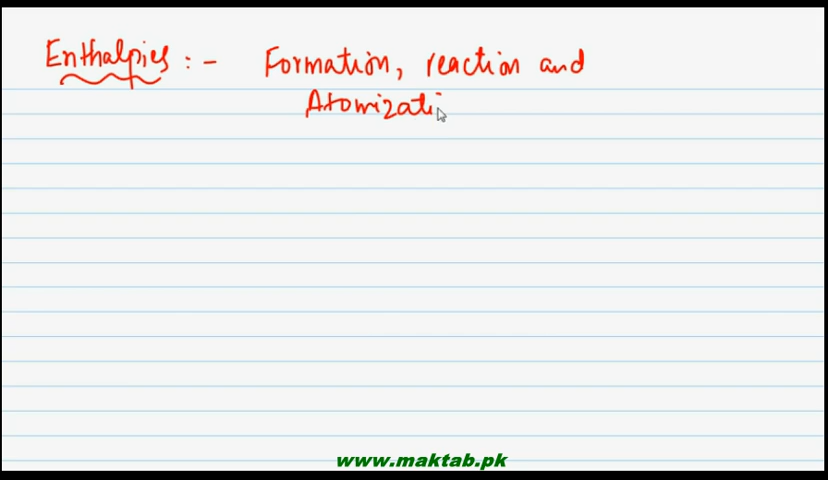 Enthalpies :- Formation, reaction and
Atomizati
www.maktab.pk